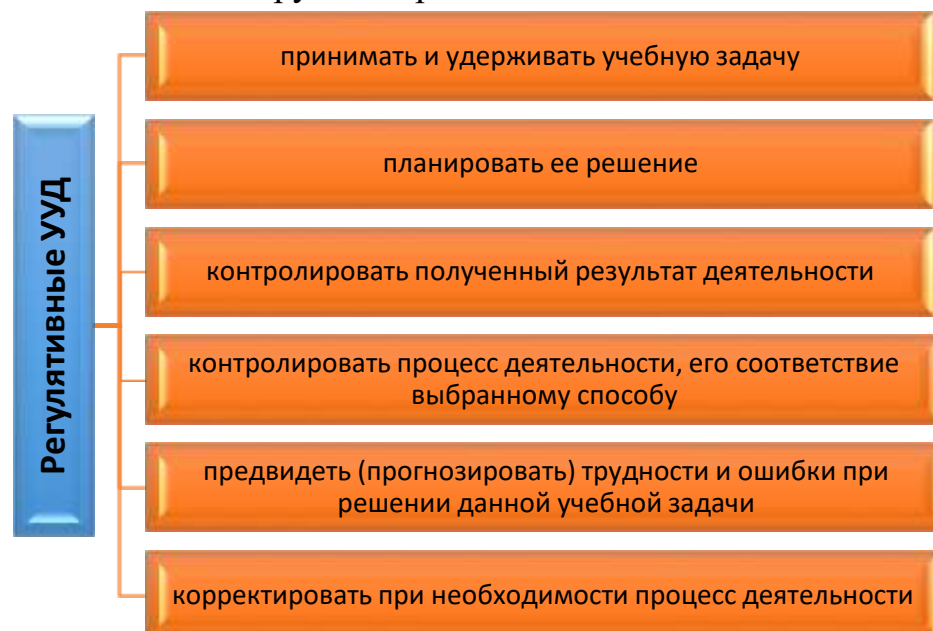 Регулятивные УУД
принимать и удерживать учебную задачу
планировать ее решение
контролировать полученный результат деятельности
контролировать процесс деятельности, его соответствие
выбранному способу
предвидеть (прогнозировать) трудности и ошибки при
решении данной учебной задачи
корректировать при необходимости процесс деятельности